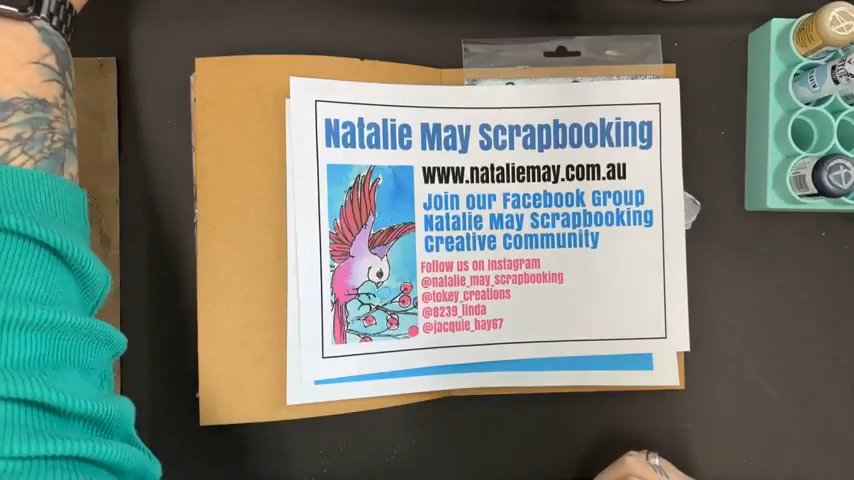 Natalie May Scrapbooking
www.nataliemay.com.au
Join our Facebook Group
Natalie May Scrapbooking
Creative Community
Follow us on Instagram
@natalie_may_scrapbooking
@tokey_creations
@8239_linda
@jacquie_hay67